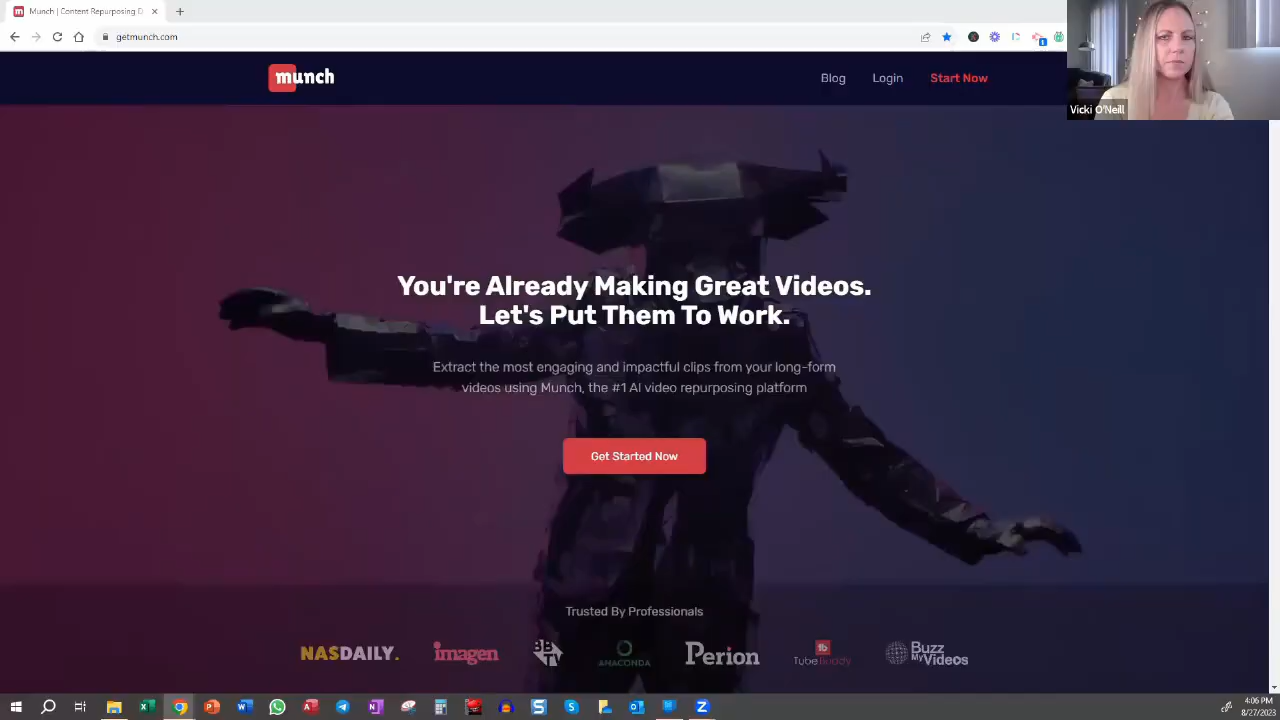 Munch | Content Repurposing D
getmunch.com
munch
Blog
Login
Start Now
Vicki O'Neill
You're Already Making Great Videos.
Let's Put Them To Work.
Extract the most engaging and impactful clips from your long-form
videos using Munch, the #1 AI video repurposing platform
Get Started Now
Trusted By Professionals
NASDAILY.
imagen
ANACONDA
Perion
TubeBuddy
Buzz
My Videos
4:06 PM
8/27/2023